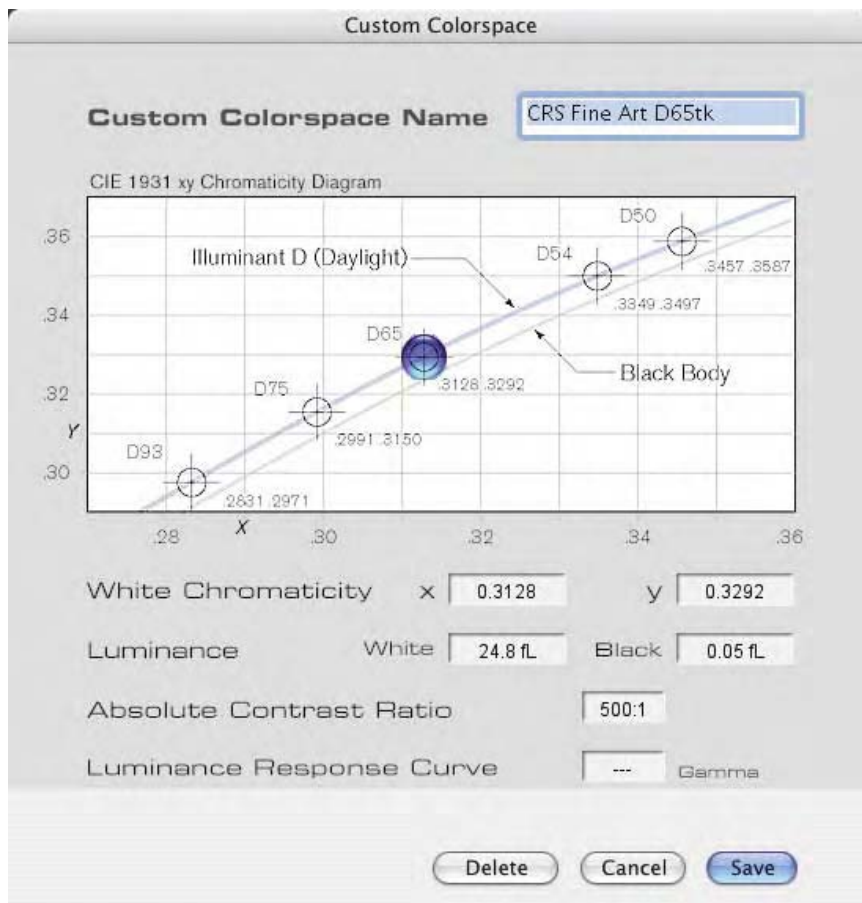 Custom Colorspace
Custom Colorspace Name CRS Fine Art D65tk
CIE 1931 xy Chromaticity Diagram
D50
.36
Illuminant D (Daylight)
D54
.3457 .3587
.3349 .3497
.34
D65
Black Body
.3128 .3292
.32
D75
Y
.2991 .3150
D93
.30
.2831 .2971
.28 X .30 .32 .34 .36
White Chromaticity x 0.3128 y 0.3292
Luminance White 24.8 fL Black 0.05 fL
Absolute Contrast Ratio 500:1
Luminance Response Curve --- Gamma
Delete Cancel Save